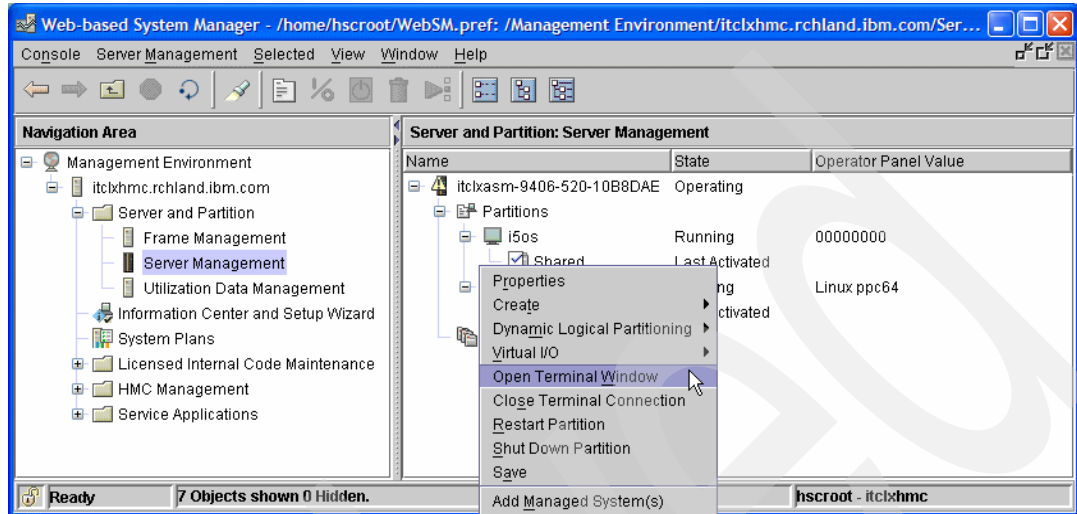 Web-based System Manager - /home/hscroot/WebSM.pref: /Management Environment/itclxhmc.rchland.ibm.com/Ser...
Console Server Management Selected View Window Help
Navigation Area
Management Environment
itclxhmc.rchland.ibm.com
Server and Partition
Frame Management
Server Management
Utilization Data Management
Information Center and Setup Wizard
System Plans
Licensed Internal Code Maintenance
HMC Management
Service Applications
Server and Partition: Server Management
Name State Operator Panel Value
itclxasm-9406-520-10B8DAE Operating
Partitions
i5os Running 00000000
Shared Last Activated
ng Linux ppc64
ctivated
Properties
Create
Dynamic Logical Partitioning
Virtual I/O
Open Terminal Window
Close Terminal Connection
Restart Partition
Shut Down Partition
Save
Add Managed System(s)
Ready 7 Objects shown 0 Hidden. hscroot - itclxhmc